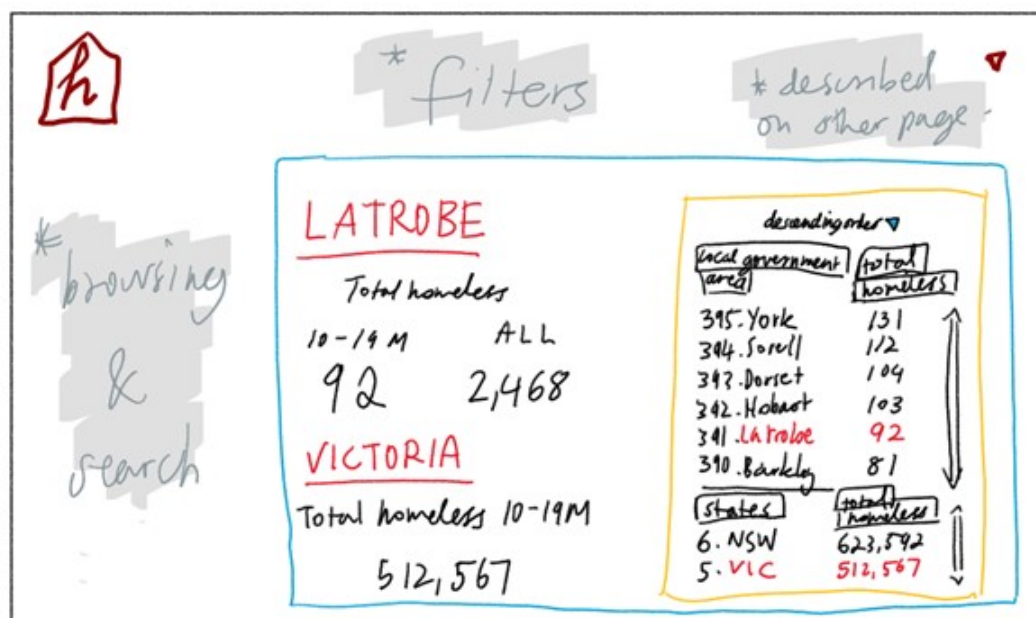 h
* filters
* described
on other page
* browsing
&
search
LATROBE
Total homeless
10-19 M ALL
92 2,468
VICTORIA
Total homeless 10-19M
512,567
descending order
local government area total homeless
395. York 131
394. Sorell 112
393. Dorset 104
392. Hobart 103
391. Latrobe 92
390. Barkley 81
states total homeless
6. NSW 623,592
5. VIC 512,567